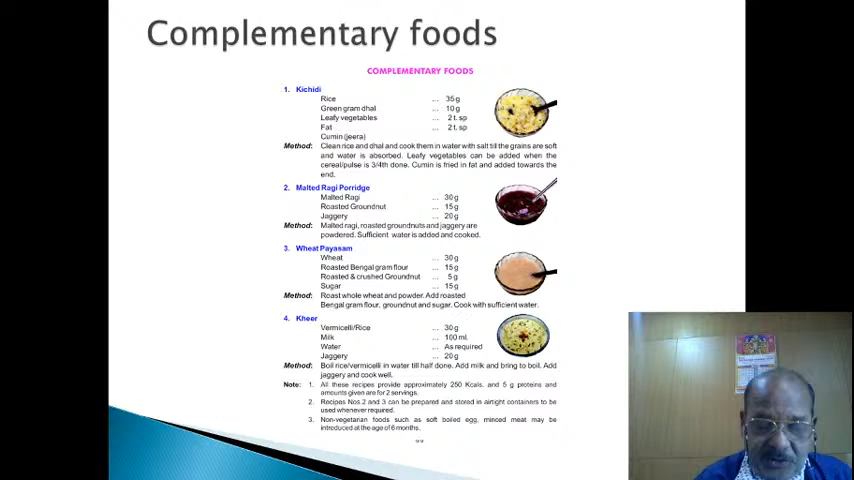 Complementary foods
COMPLEMENTARY FOODS
1. Kichidi
Rice ... 35 g
Green gram dhal ... 10 g
Leafy vegetables ... 2 t. sp
Fat ... 2 t. sp
Cumin (jeera)
Method: Clean rice and dhal and cook them in water with salt till the grains are soft
and water is absorbed. Leafy vegetables can be added when the
cereal/pulse is 3/4th done. Cumin is fried in fat and added towards the
end.
2. Malted Ragi Porridge
Malted Ragi ... 30 g
Roasted Groundnut ... 15 g
Jaggery ... 20 g
Method: Malted ragi, roasted groundnuts and jaggery are
powdered. Sufficient water is added and cooked.
3. Wheat Payasam
Wheat ... 30 g
Roasted Bengal gram flour ... 15 g
Roasted & crushed Groundnut ... 5 g
Sugar ... 15 g
Method: Roast whole wheat and powder. Add roasted
Bengal gram flour, groundnut and sugar. Cook with sufficient water.
4. Kheer
Vermicelli/Rice ... 30 g
Milk ... 100 ml.
Water ... As required
Jaggery ... 20 g
Method: Boil rice/vermicelli in water till half done. Add milk and bring to boil. Add
jaggery and cook well.
Note: 1. All these recipes provide approximately 250 Kcals. and 5 g proteins and
amounts given are for 2 servings.
2. Recipes Nos.2 and 3 can be prepared and stored in airtight containers to be
used whenever required.
3. Non-vegetarian foods such as soft boiled egg, minced meat may be
introduced at the age of 6 months.